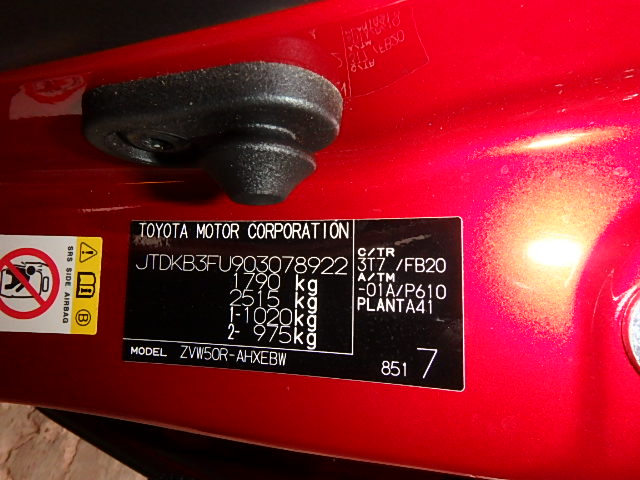 TOYOTA MOTOR CORPORATION
JTDKB3FU903078922
1790 kg
2515 kg
1-1020 kg
2- 975 kg
MODEL ZVW50R-AHXEBW
C/TR
3T7 /FB20
A/TM
-01A/P610
PLANTA41
851 7
SRS SIDE AIRBAG